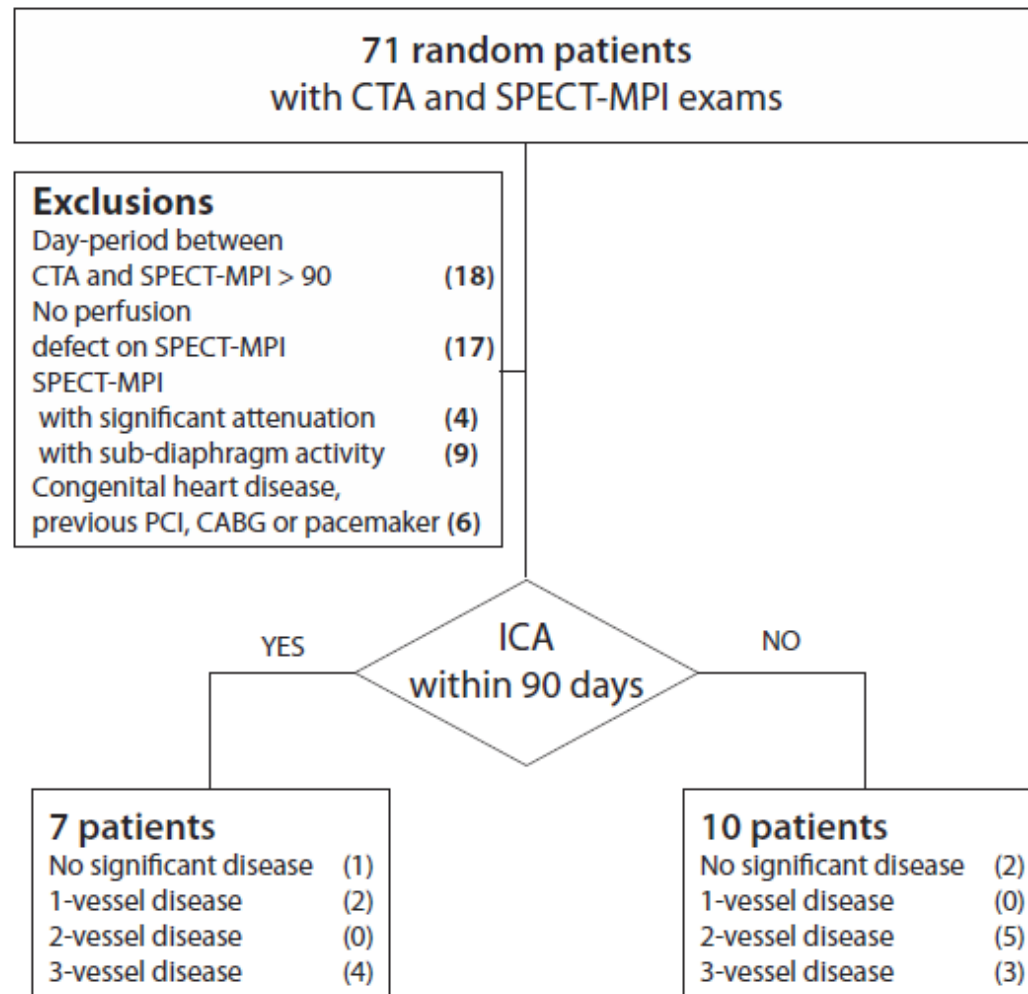 71 random patients
with CTA and SPECT-MPI exams
Exclusions
Day-period between
CTA and SPECT-MPI > 90 (18)
No perfusion
defect on SPECT-MPI (17)
SPECT-MPI
with significant attenuation (4)
with sub-diaphragm activity (9)
Congenital heart disease,
previous PCI, CABG or pacemaker (6)
ICA
within 90 days
YES
NO
7 patients
No significant disease (1)
1-vessel disease (2)
2-vessel disease (0)
3-vessel disease (4)
10 patients
No significant disease (2)
1-vessel disease (0)
2-vessel disease (5)
3-vessel disease (3)